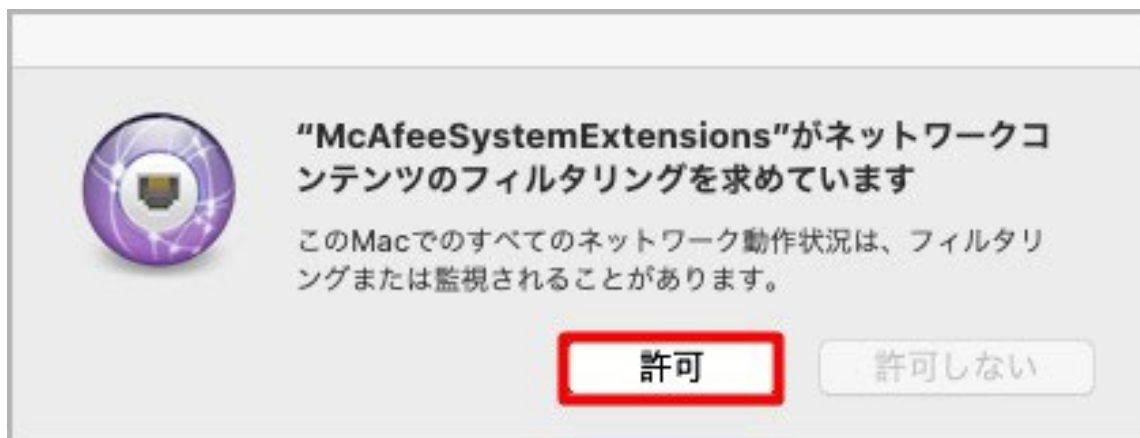 “McAfeeSystemExtensions”がネットワークコ
ンテンツのフィルタリングを求めています
このMacでのすべてのネットワーク動作状況は、フィルタリ
ングまたは監視されることがあります。
許可
許可しない